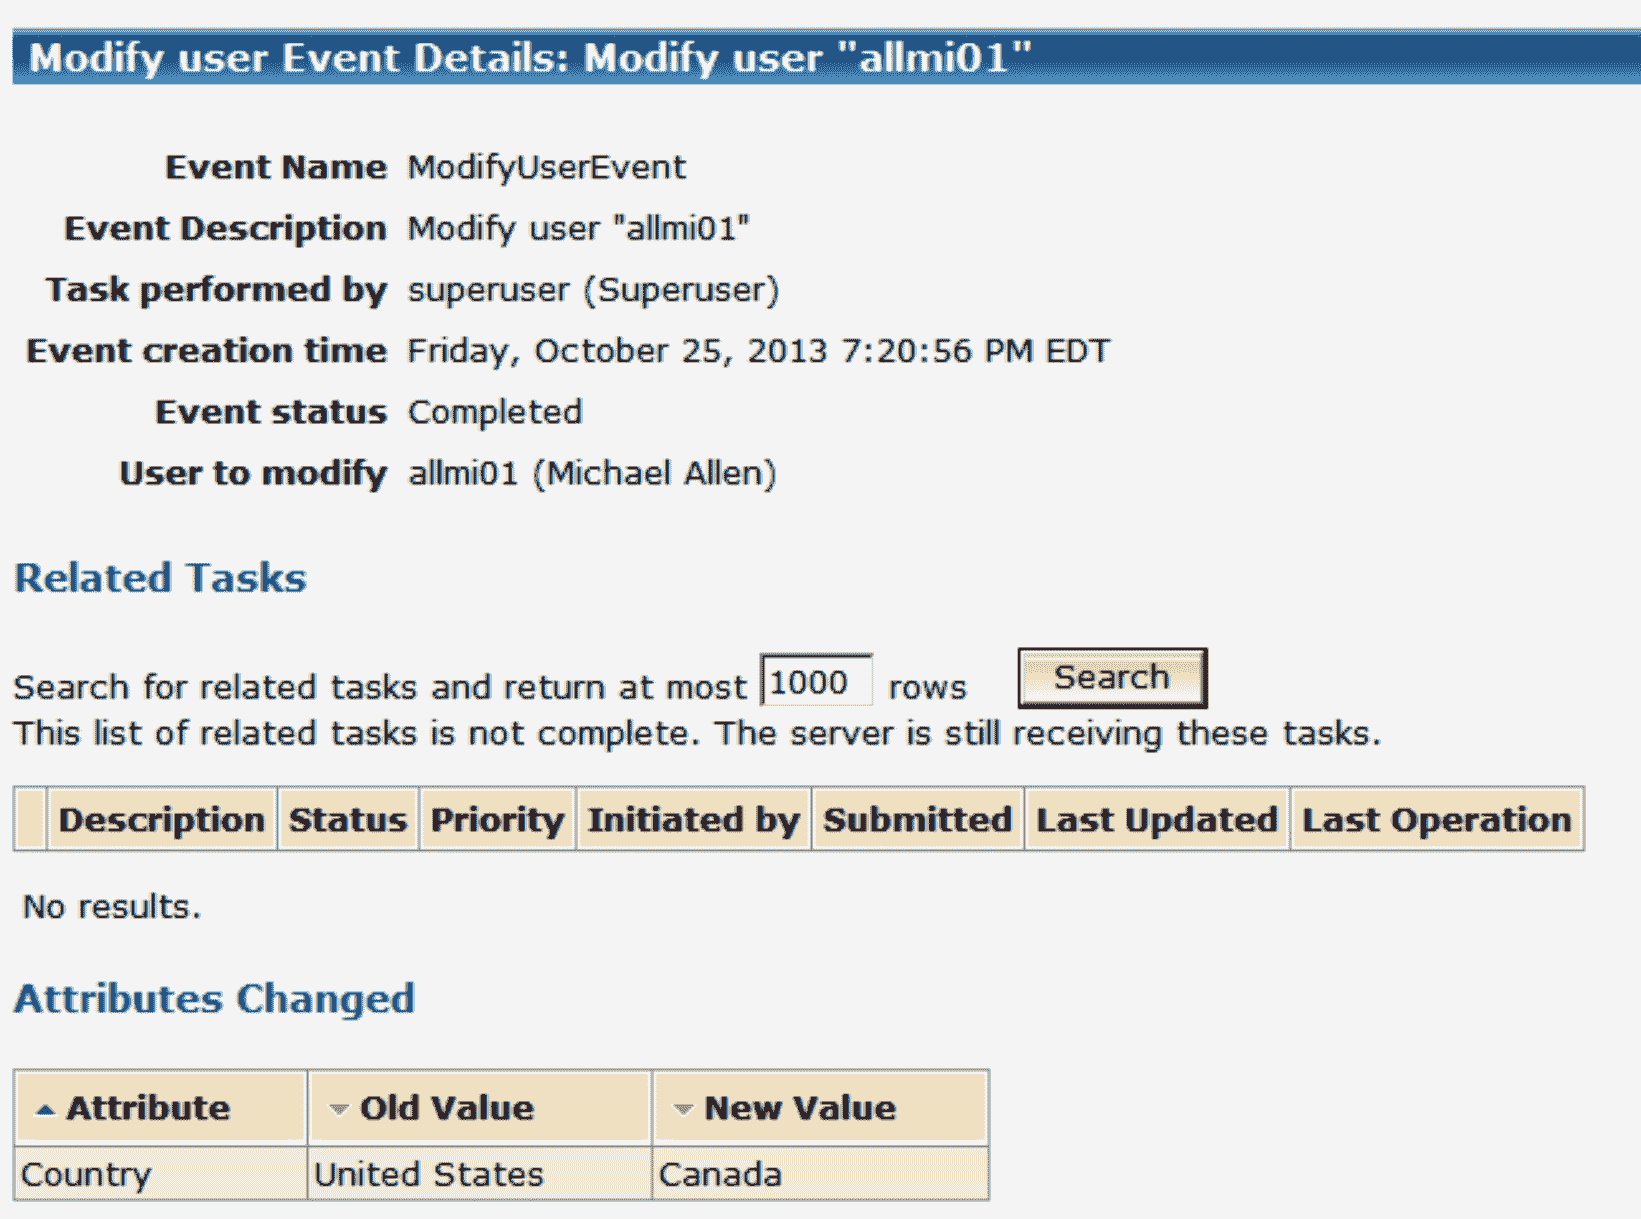 Modify user Event Details: Modify user "allmi01"
Event Name ModifyUserEvent
Event Description Modify user "allmi01"
Task performed by superuser (Superuser)
Event creation time Friday, October 25, 2013 7:20:56 PM EDT
Event status Completed
User to modify allmi01 (Michael Allen)
Related Tasks
Search for related tasks and return at most 1000 rows Search
This list of related tasks is not complete. The server is still receiving these tasks.
Description Status Priority Initiated by Submitted Last Updated Last Operation
No results.
Attributes Changed
Attribute Old Value New Value
Country United States Canada